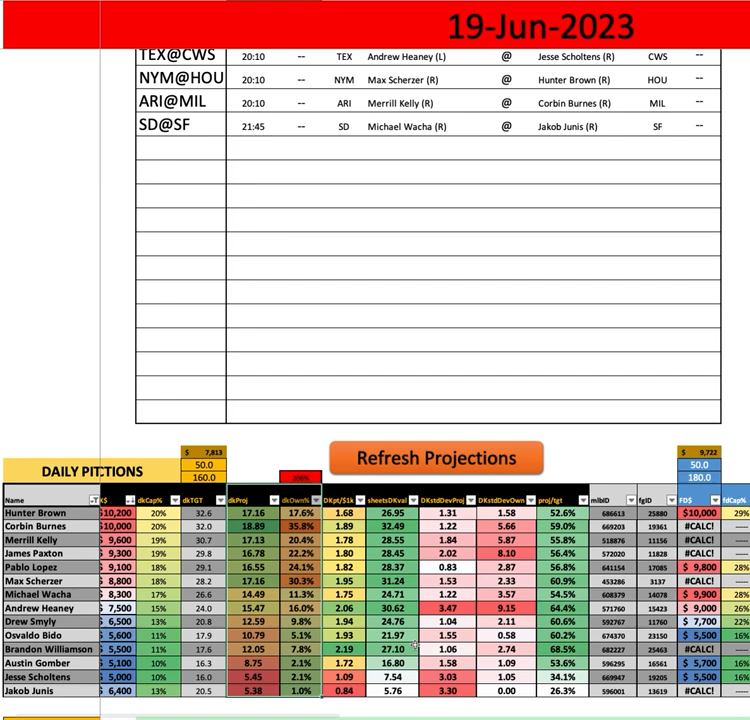 19-Jun-2023
TEX@CWS 20:10 -- TEX Andrew Heaney (L) @ Jesse Scholtens (R) CWS --
NYM@HOU 20:10 -- NYM Max Scherzer (R) @ Hunter Brown (R) HOU --
ARI@MIL 20:10 -- ARI Merrill Kelly (R) @ Corbin Burnes (R) MIL --
SD@SF 21:45 -- SD Michael Wacha (R) @ Jakob Junis (R) SF --
$ 7,813 $ 9,722
DAILY PITCTIONS 50.0 Refresh Projections 50.0
160.0 180.0
Name K$ dkCap% dkTGT dkProj dkOwn% DKpt/$1k sheetsDKval DKstdDevProj DKstdDevOwn proj/tgt mlbID fgID FD$ fdCap%
Hunter Brown $10,200 20% 32.6 17.16 17.6% 1.68 26.95 1.31 1.58 52.6% 686613 25880 $10,000 29%
Corbin Burnes $10,000 20% 32.0 18.89 35.8% 1.89 32.49 1.22 5.66 59.0% 669203 19361 #CALC! ----
Merrill Kelly $ 9,600 19% 30.7 17.13 20.4% 1.78 28.55 1.84 5.87 55.8% 518876 11156 #CALC! ----
James Paxton $ 9,300 19% 29.8 16.78 22.2% 1.80 28.45 2.02 8.10 56.4% 572020 11828 #CALC! ----
Pablo Lopez $ 9,100 18% 29.1 16.55 24.1% 1.82 28.37 0.83 2.87 56.8% 641154 17085 $ 9,800 28%
Max Scherzer $ 8,800 18% 28.2 17.16 30.3% 1.95 31.24 1.53 2.33 60.9% 453286 3137 #CALC! ----
Michael Wacha $ 8,300 17% 26.6 14.49 11.3% 1.75 24.71 1.22 3.57 54.5% 608379 14078 $ 9,900 28%
Andrew Heaney $ 7,500 15% 24.0 15.47 16.0% 2.06 30.62 3.47 9.15 64.4% 571760 15423 $ 9,000 26%
Drew Smyly $ 6,500 13% 20.8 12.59 9.8% 1.94 24.76 1.04 2.11 60.6% 592767 11760 $ 7,700 22%
Osvaldo Bido $ 5,600 11% 17.9 10.79 5.1% 1.93 21.97 1.55 0.58 60.2% 674370 23150 $ 5,500 16%
Brandon Williamson $ 5,500 11% 17.6 12.05 7.8% 2.19 27.10 1.06 2.74 68.5% 682227 25463 #CALC! ----
Austin Gomber $ 5,100 10% 16.3 8.75 2.1% 1.72 16.80 1.58 1.09 53.6% 596295 16561 $ 5,700 16%
Jesse Scholtens $ 5,000 10% 16.0 5.45 2.1% 1.09 7.54 3.03 1.05 34.1% 669947 19205 $ 5,500 16%
Jakob Junis $ 6,400 13% 20.5 5.38 1.0% 0.84 5.76 3.30 0.00 26.3% 596001 13619 #CALC! ----